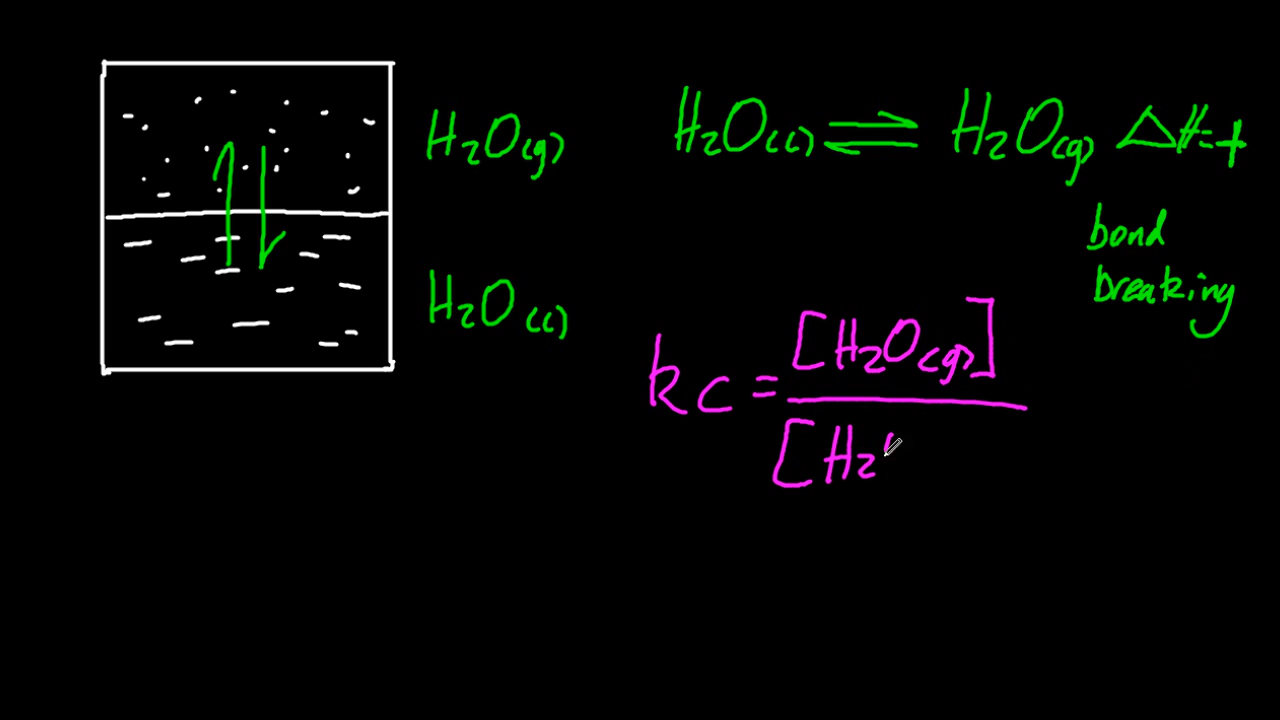 H2O(g)
H2O(l) ⇌ H2O(g) ΔH=+
bond
breaking
H2O(l)
kc = [H2O(g)]
[H2